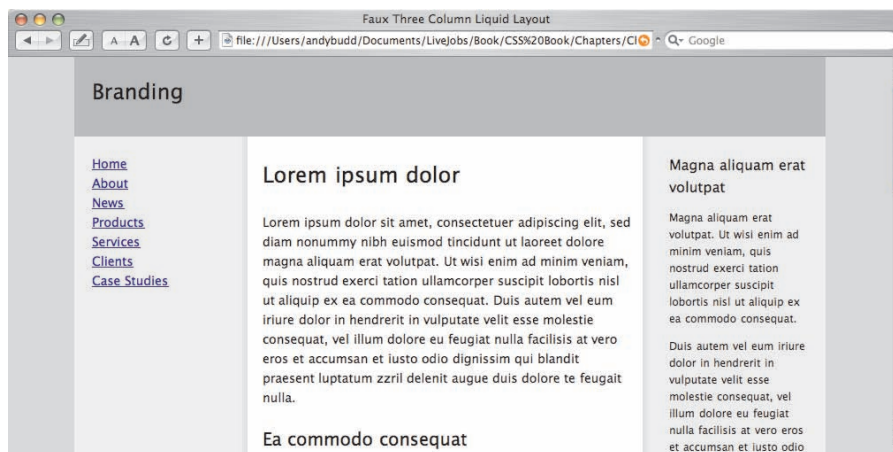 Faux Three Column Liquid Layout
A A
file:///Users/andybudd/Documents/LiveJobs/Book/CSS%20Book/Chapters/Cl
Google
Branding
Home
About
News
Products
Services
Clients
Case Studies
Lorem ipsum dolor
Lorem ipsum dolor sit amet, consectetuer adipiscing elit, sed
diam nonummy nibh euismod tincidunt ut laoreet dolore
magna aliquam erat volutpat. Ut wisi enim ad minim veniam,
quis nostrud exerci tation ullamcorper suscipit lobortis nisl
ut aliquip ex ea commodo consequat. Duis autem vel eum
iriure dolor in hendrerit in vulputate velit esse molestie
consequat, vel illum dolore eu feugiat nulla facilisis at vero
eros et accumsan et iusto odio dignissim qui blandit
praesent luptatum zzril delenit augue duis dolore te feugait
nulla.
Ea commodo consequat
Magna aliquam erat
volutpat
Magna aliquam erat
volutpat. Ut wisi enim ad
minim veniam, quis
nostrud exerci tation
ullamcorper suscipit
lobortis nisl ut aliquip ex
ea commodo consequat.
Duis autem vel eum iriure
dolor in hendrerit in
vulputate velit esse
molestie consequat, vel
illum dolore eu feugiat
nulla facilisis at vero eros
et accumsan et iusto odio